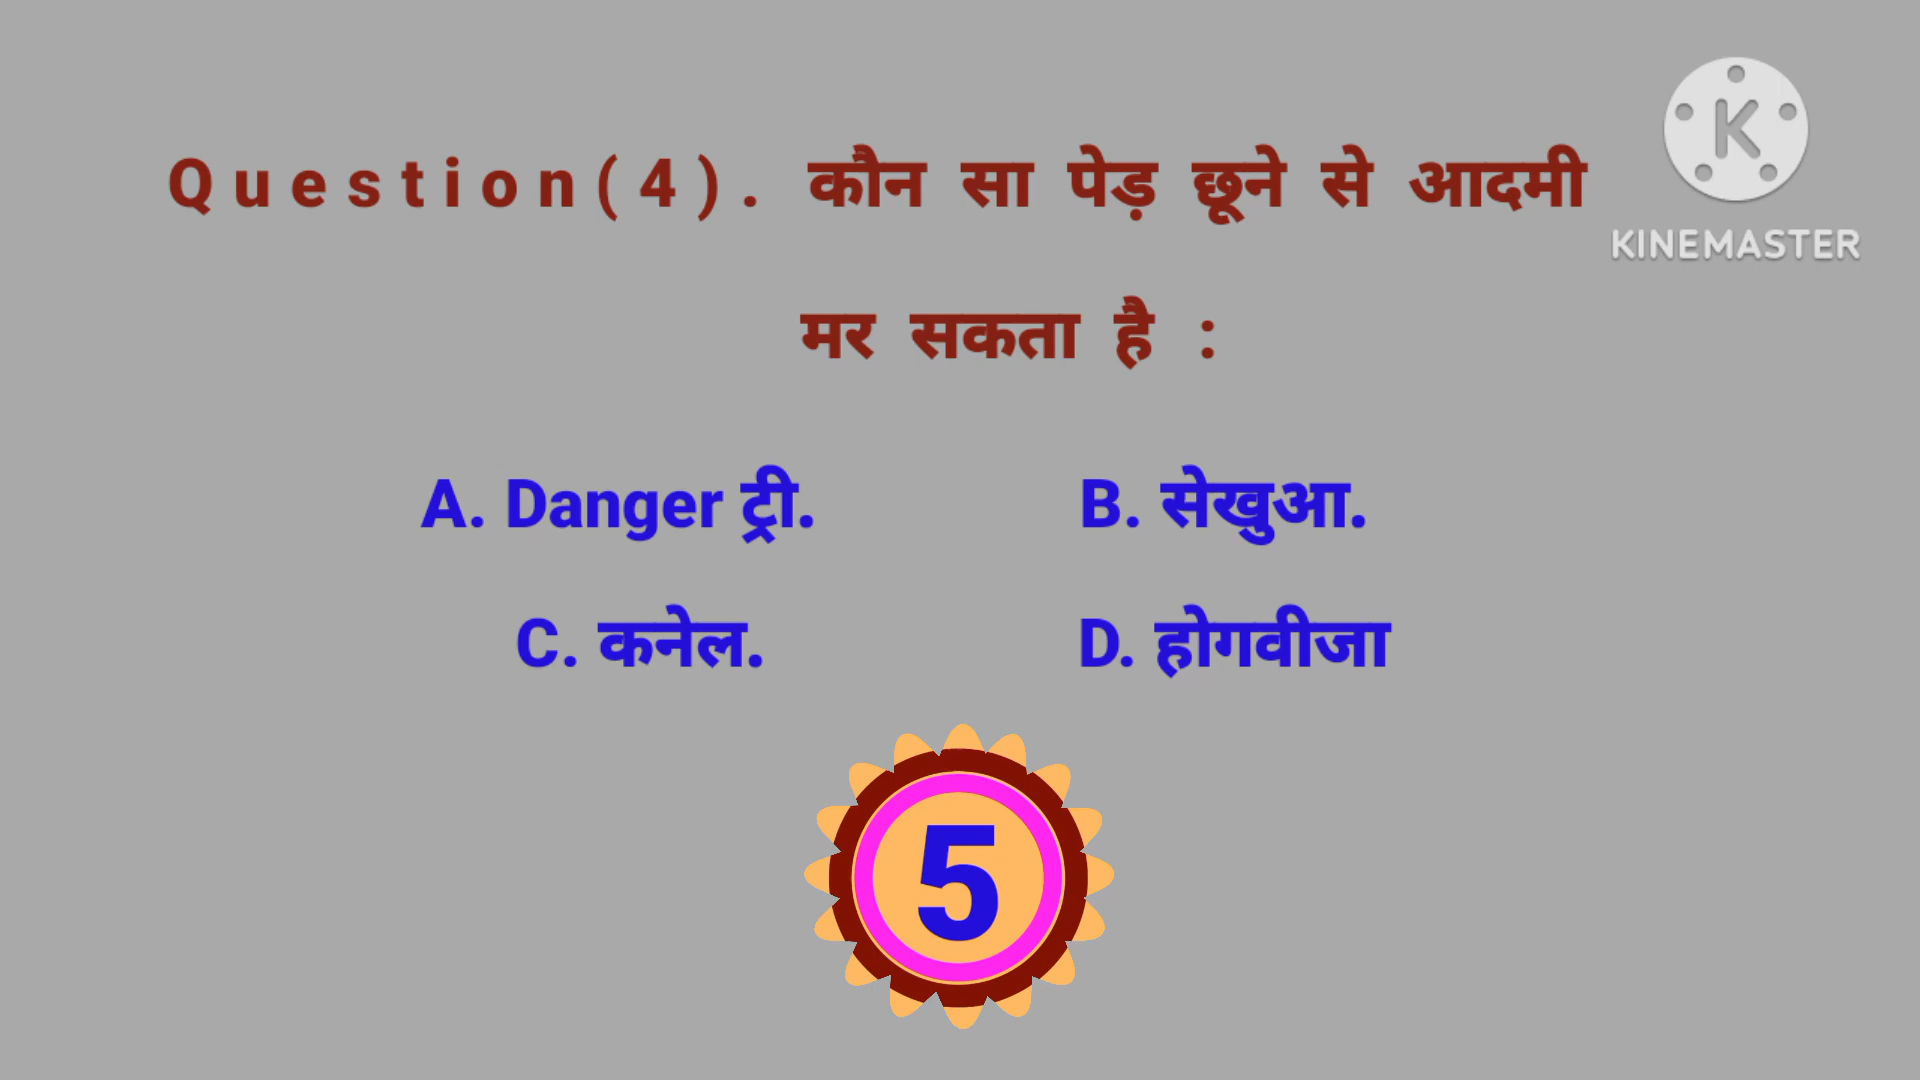 Question(4). कौन सा पेड़ छूने से आदमी
मर सकता है :
A. Danger ट्री. B. सेखुआ.
C. कनेल. D. होगवीजा
5
K
KINEMASTER